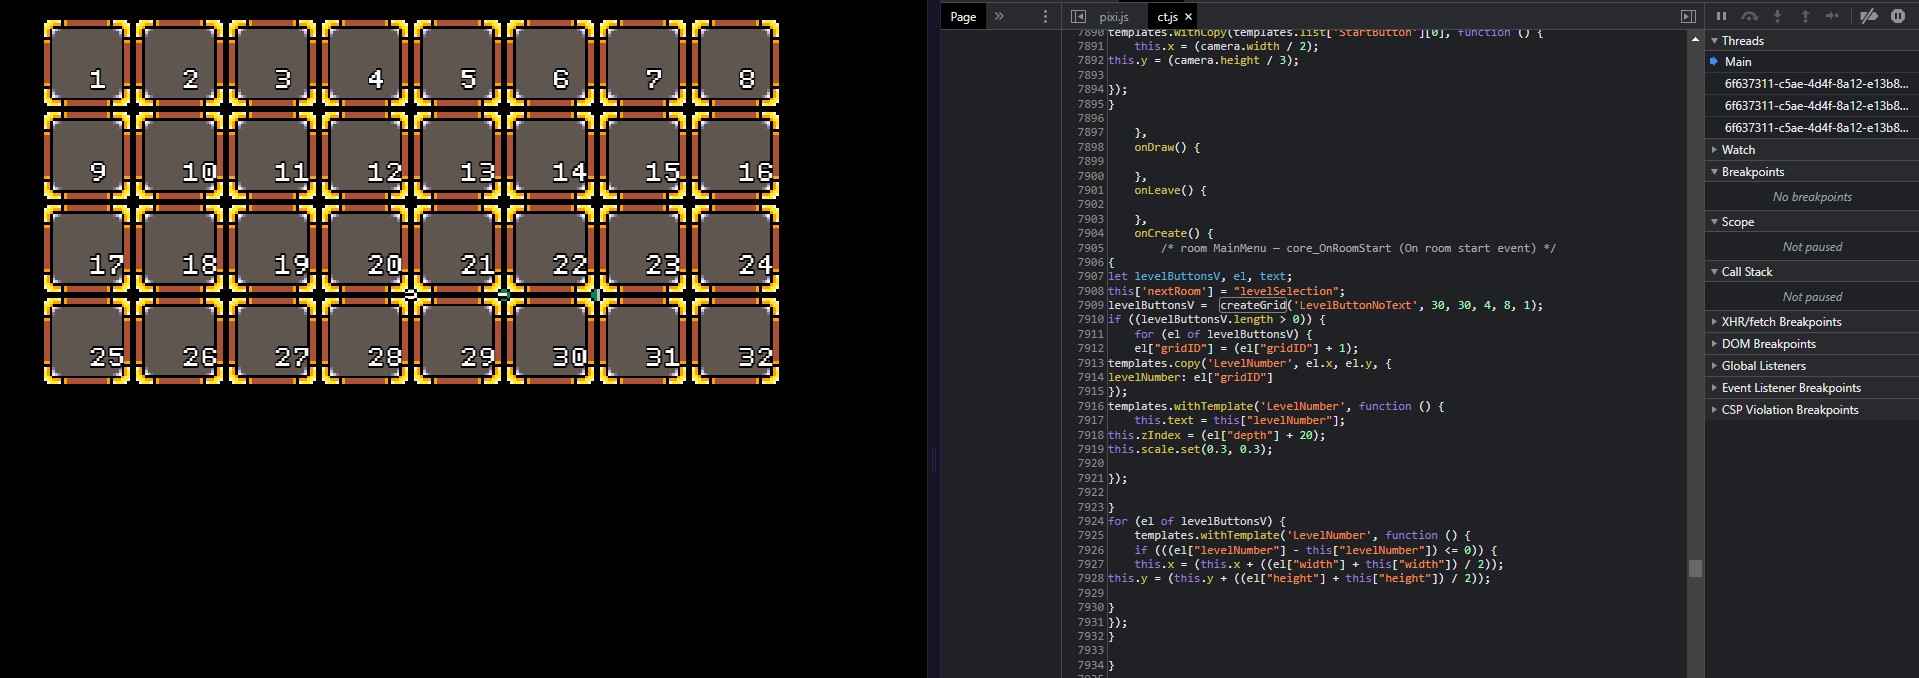 1 2 3 4 5 6 7 8
9 10 11 12 13 14 15 16
17 18 19 20 21 22 23 24
25 26 27 28 29 30 31 32
Page
pixi.js ct.js
7890 templates.withCopy(templates.list['StartButton'][0], function () {
7891 this.x = (camera.width / 2);
7892 this.y = (camera.height / 3);
7893
7894 });
7895 }
7896
7897 },
7898 onDraw() {
7899
7900 },
7901 onLeave() {
7902
7903 },
7904 onCreate() {
7905 /* room MainMenu — core_OnRoomStart (On room start event) */
7906 {
7907 let levelButtonsV, el, text;
7908 this['nextRoom'] = "levelSelection";
7909 levelButtonsV = createGrid('LevelButtonNoText', 30, 30, 4, 8, 1);
7910 if ((levelButtonsV.length > 0)) {
7911 for (el of levelButtonsV) {
7912 el["gridID"] = (el["gridID"] + 1);
7913 templates.copy('LevelNumber', el.x, el.y, {
7914 levelNumber: el["gridID"]
7915 });
7916 templates.withTemplate('LevelNumber', function () {
7917 this.text = this["levelNumber"];
7918 this.zIndex = (el["depth"] + 20);
7919 this.scale.set(0.3, 0.3);
7920
7921 });
7922
7923 }
7924 for (el of levelButtonsV) {
7925 templates.withTemplate('LevelNumber', function () {
7926 if (((el["levelNumber"] - this["levelNumber"]) <= 0)) {
7927 this.x = (this.x + ((el["width"] + this["width"]) / 2));
7928 this.y = (this.y + ((el["height"] + this["height"]) / 2));
7929
7930 }
7931 });
7932 }
7933
7934 }
Threads
Main
6f637311-c5ae-4d4f-8a12-e13b8...
6f637311-c5ae-4d4f-8a12-e13b8...
6f637311-c5ae-4d4f-8a12-e13b8...
Watch
Breakpoints
No breakpoints
Scope
Not paused
Call Stack
Not paused
XHR/fetch Breakpoints
DOM Breakpoints
Global Listeners
Event Listener Breakpoints
CSP Violation Breakpoints